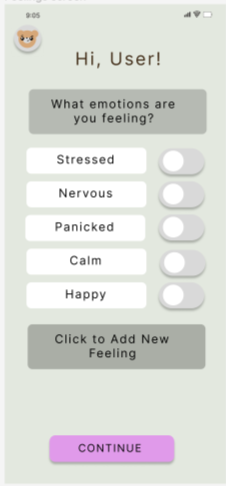 9:05
Hi, User!
What emotions are
you feeling?
Stressed
Nervous
Panicked
Calm
Happy
Click to Add New
Feeling
CONTINUE